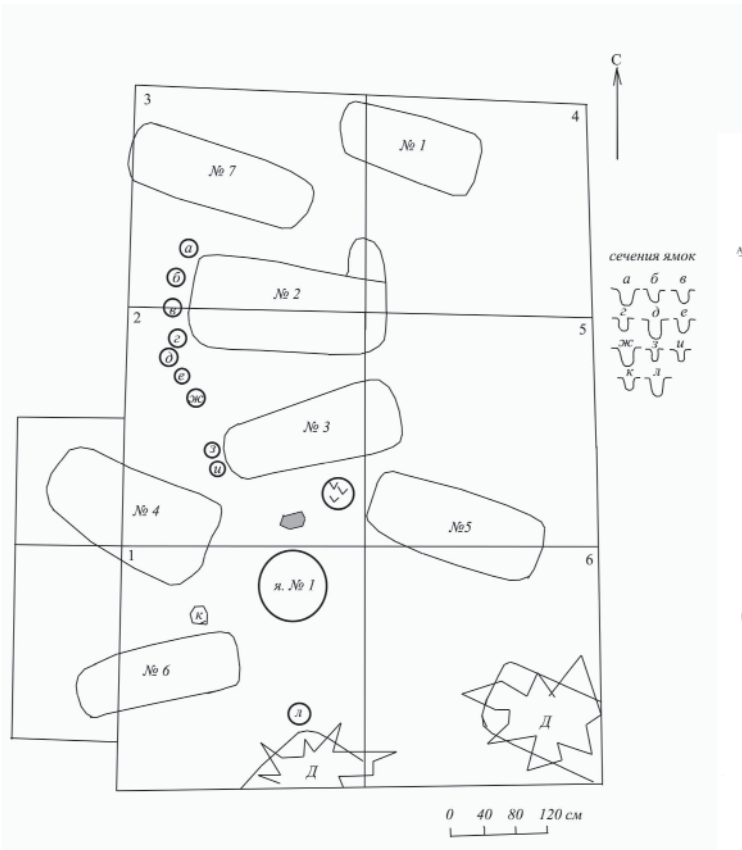 С
3
4
№ 1
№ 7
а
б
№ 2
в
2
5
г
д
е
ж
№ 3
з
и
№ 4
№5
1
6
я. № 1
к
№ 6
л
Д
Д
сечения ямок
а б в
г д е
ж з и
к л
0 40 80 120 см